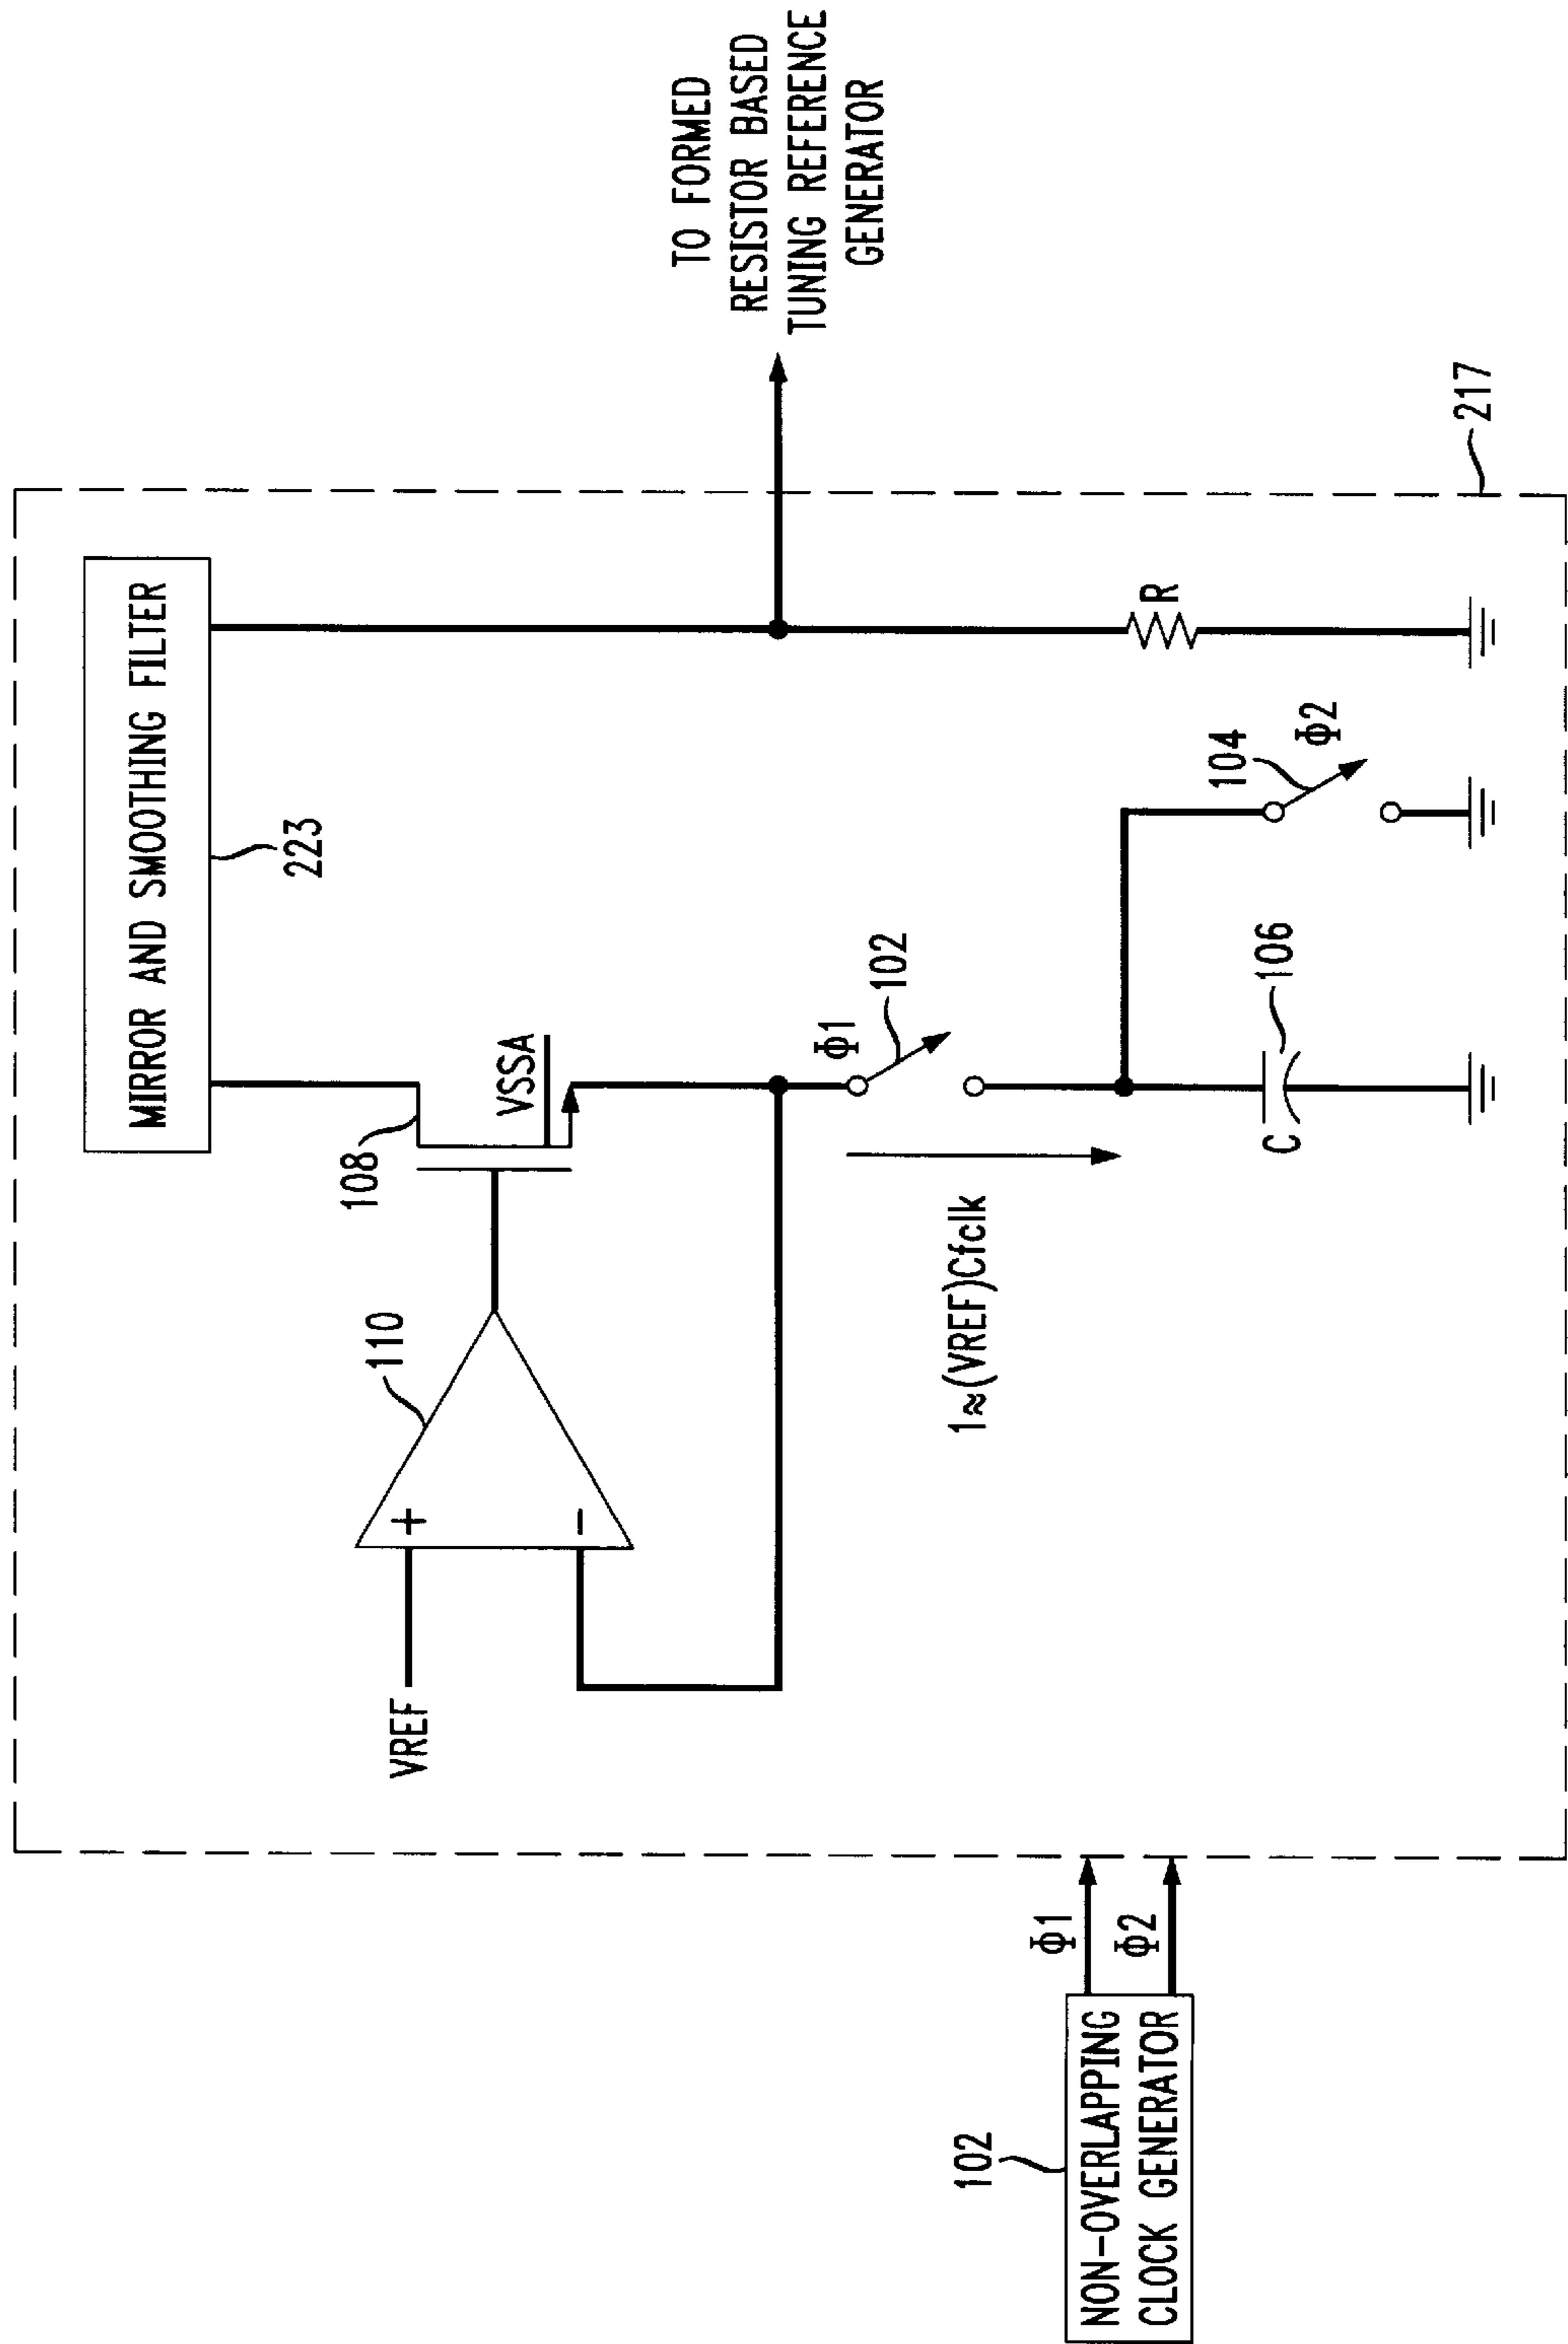 MIRROR AND SMOOTHING FILTER
223
108
VSSA
110
VREF
+
-
TO FORMED
RESISTOR BASED
TUNING REFERENCE
GENERATOR
Φ1
102
1≈(VREF)Cfclk
104
Φ2
R
C
106
217
102
NON-OVERLAPPING
CLOCK GENERATOR
Φ1
Φ2